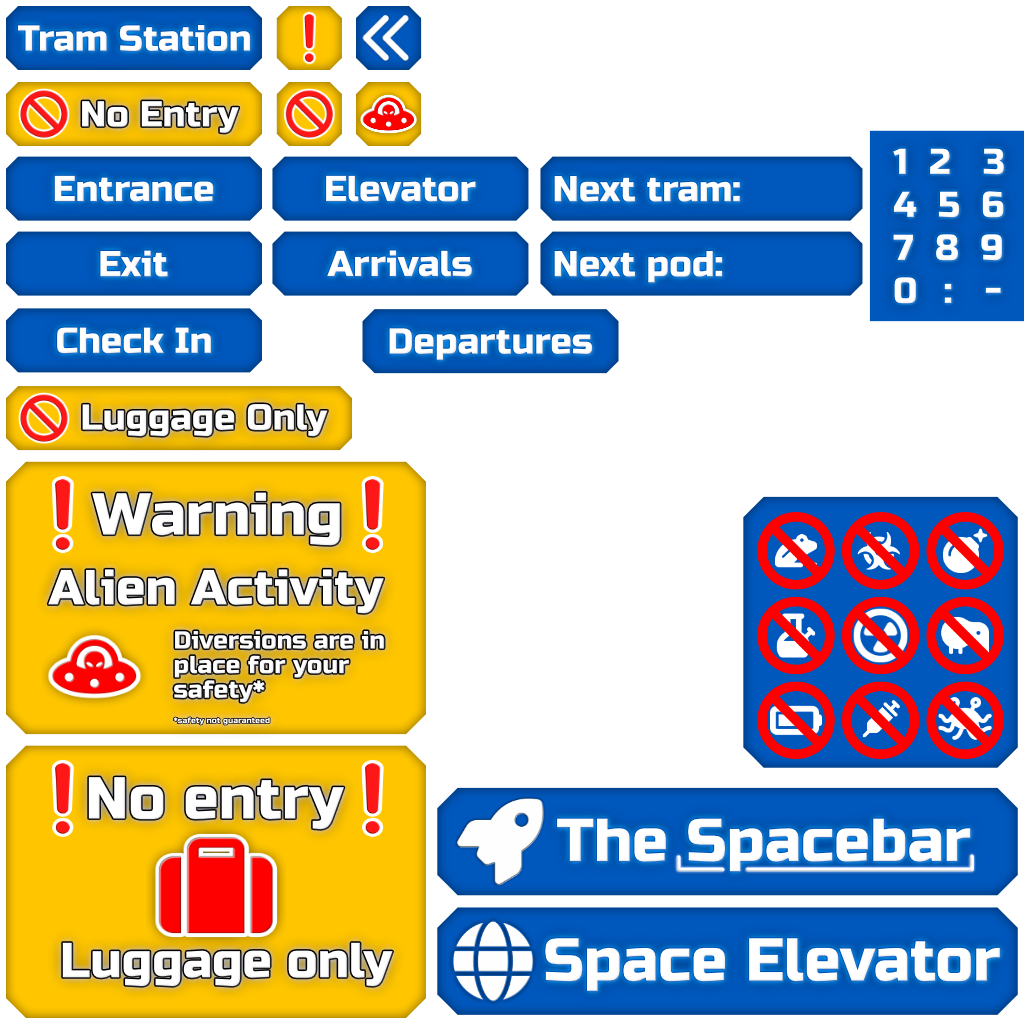 Tram Station
No Entry
Entrance
Elevator
Next tram:
1 2 3
4 5 6
7 8 9
0 : -
Exit
Arrivals
Next pod:
Check In
Departures
Luggage Only
Warning
Alien Activity
Diversions are in
place for your
safety*
*safety not guaranteed
No entry
Luggage only
The Spacebar
Space Elevator